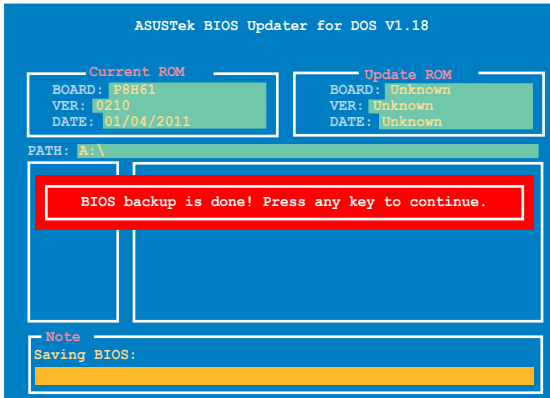 ASUSTek BIOS Updater for DOS V1.18
Current ROM
BOARD: P8H61
VER: 0210
DATE: 01/04/2011
Update ROM
BOARD: Unknown
VER: Unknown
DATE: Unknown
PATH: A:\
BIOS backup is done! Press any key to continue.
Note
Saving BIOS: